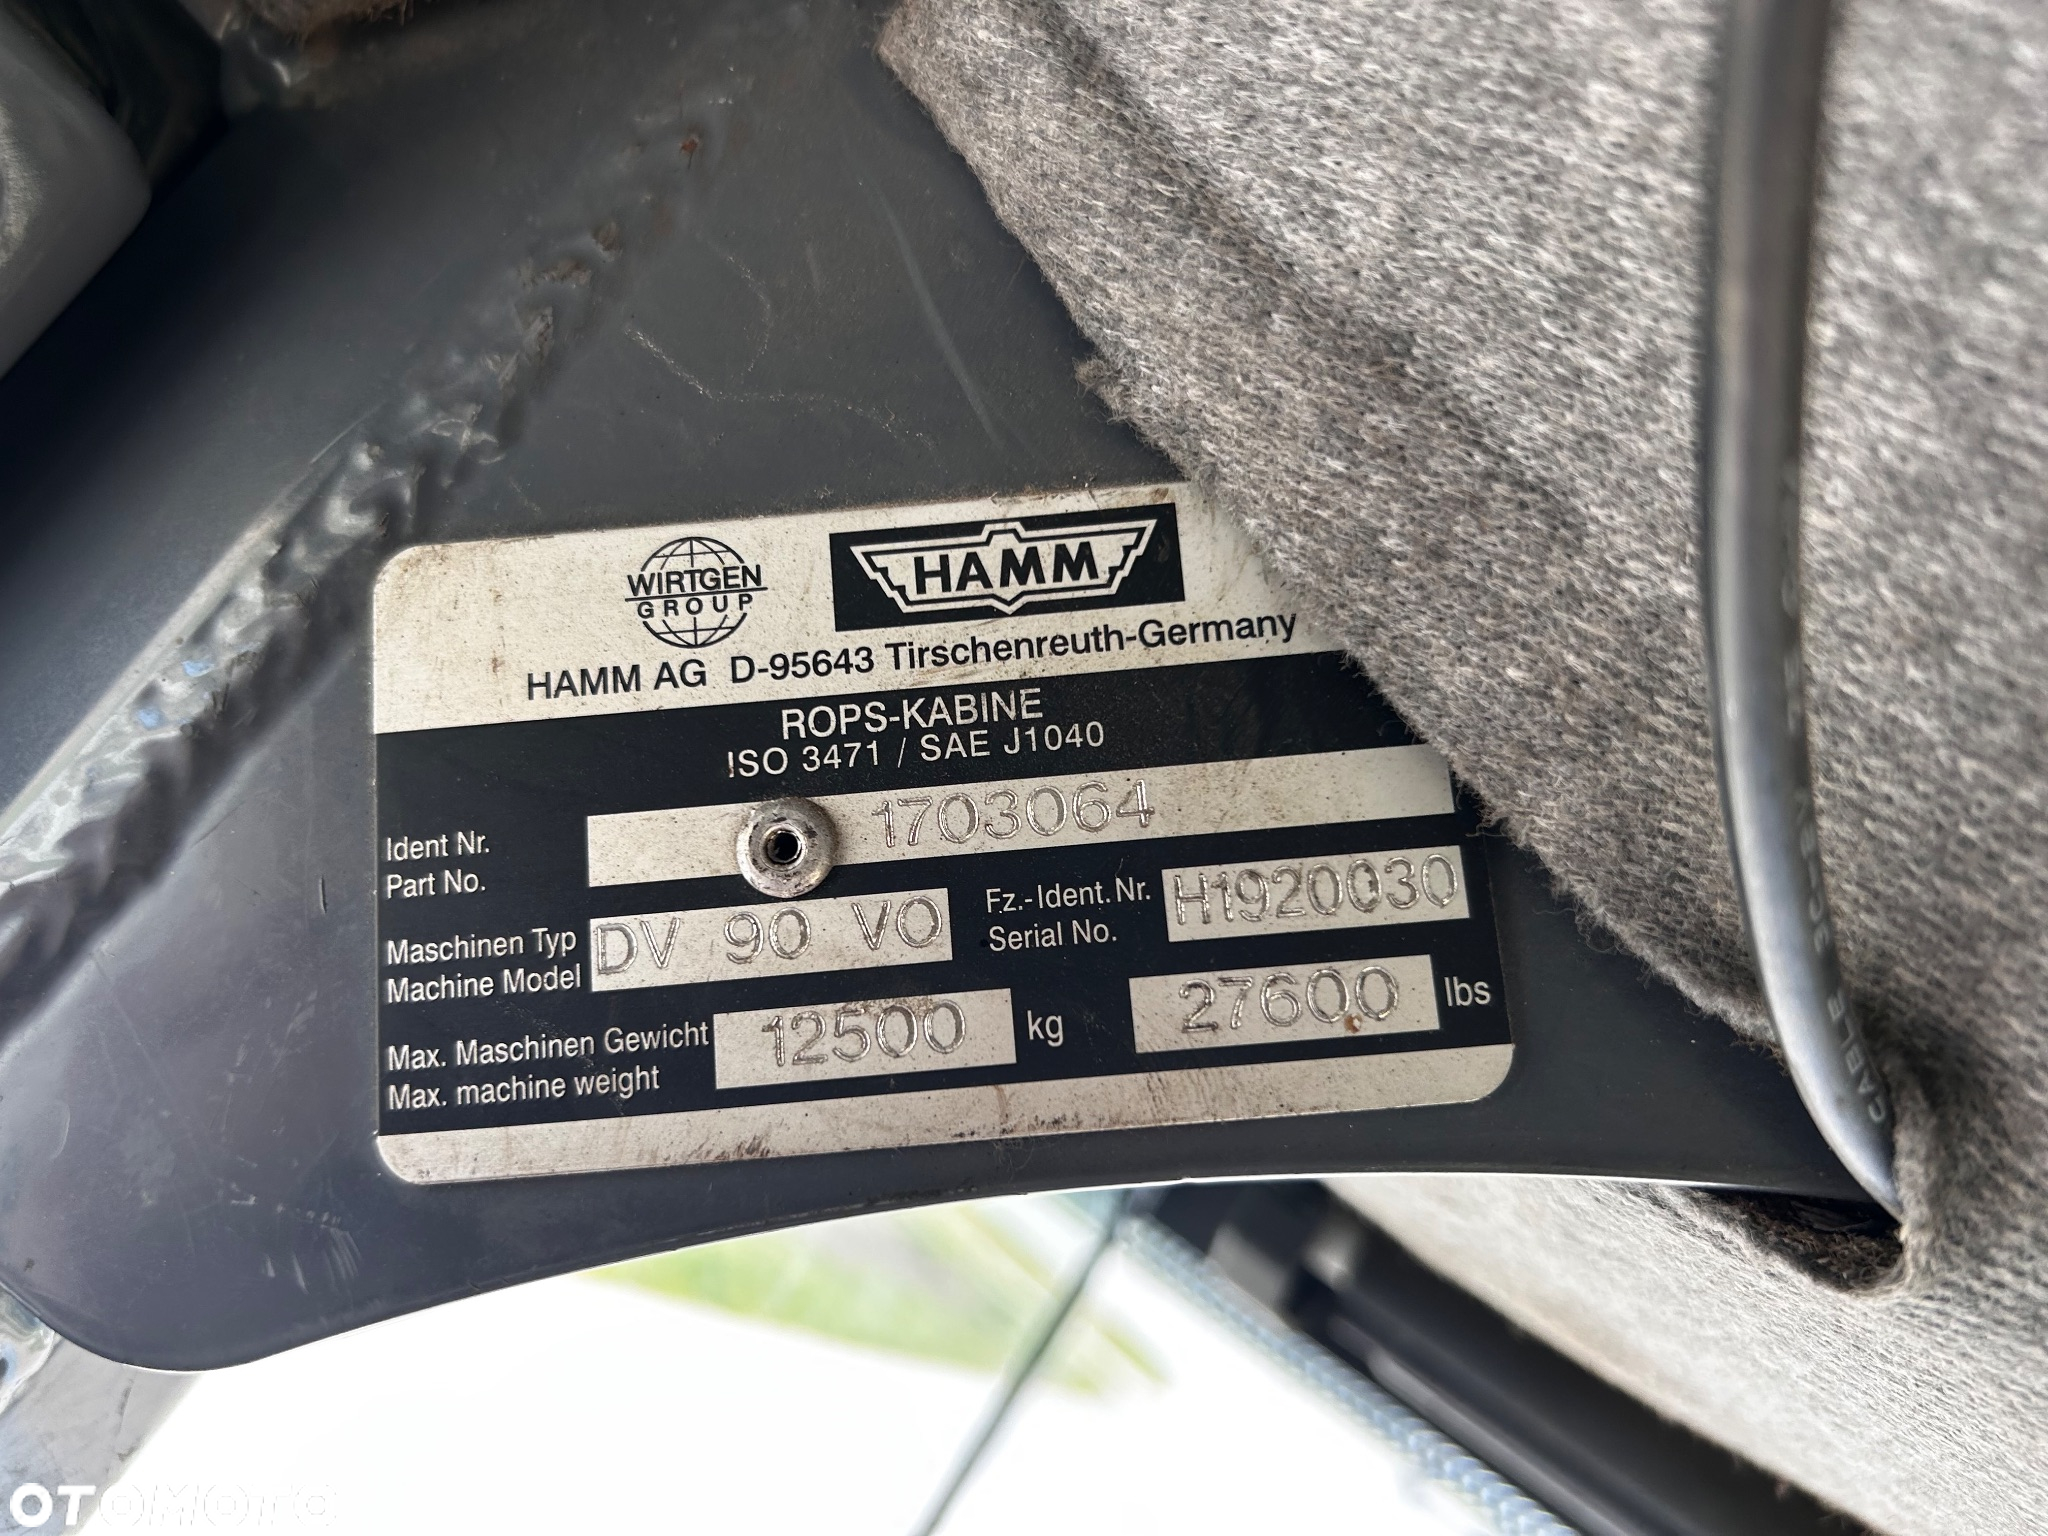 WIRTGEN
GROUP
HAMM
HAMM AG D-95643 Tirschenreuth-Germany
ROPS-KABINE
ISO 3471 / SAE J1040
Ident Nr.
Part No.
1703064
Maschinen Typ
Machine Model
DV 90 VO
Fz.-Ident. Nr.
Serial No.
H1920030
Max. Maschinen Gewicht
Max. machine weight
12500 kg
27600 lbs
CABLE
OTOMOTO